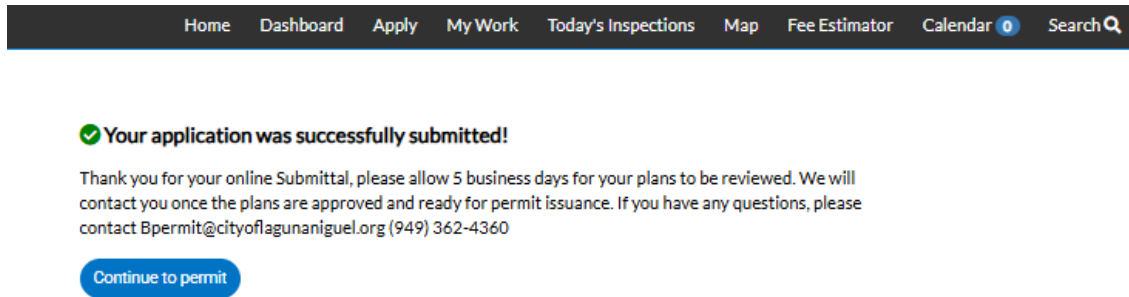 Home Dashboard Apply My Work Today's Inspections Map Fee Estimator Calendar 0 Search
Your application was successfully submitted!
Thank you for your online Submittal, please allow 5 business days for your plans to be reviewed. We will
contact you once the plans are approved and ready for permit issuance. If you have any questions, please
contact Bpermit@cityoflagunaniguel.org (949) 362-4360
Continue to permit